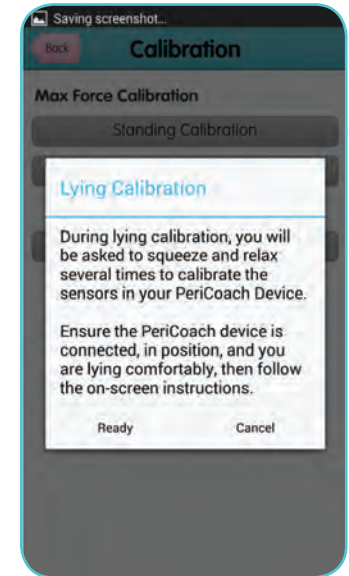 Saving screenshot...
Back
Calibration
Max Force Calibration
Standing Calibration
Lying Calibration
During lying calibration, you will
be asked to squeeze and relax
several times to calibrate the
sensors in your PeriCoach Device.
Ensure the PeriCoach device is
connected, in position, and you
are lying comfortably, then follow
the on-screen instructions.
Ready
Cancel